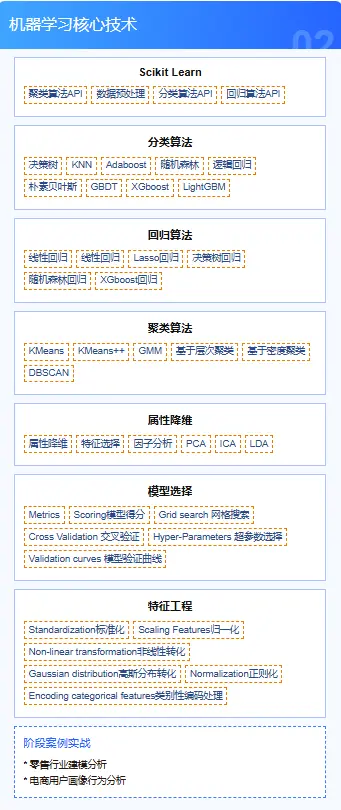 机器学习核心技术
02
Scikit Learn
聚类算法API 数据预处理 分类算法API 回归算法API
分类算法
决策树 KNN Adaboost 随机森林 逻辑回归
朴素贝叶斯 GBDT XGboost LightGBM
回归算法
线性回归 线性回归 Lasso回归 决策树回归
随机森林回归 XGboost回归
聚类算法
KMeans KMeans++ GMM 基于层次聚类 基于密度聚类
DBSCAN
属性降维
属性降维 特征选择 因子分析 PCA ICA LDA
模型选择
Metrics Scoring模型得分 Grid search 网格搜索
Cross Validation 交叉验证 Hyper-Parameters 超参数选择
Validation curves 模型验证曲线
特征工程
Standardization标准化 Scaling Features归一化
Non-linear transformation非线性转化
Gaussian distribution高斯分布转化 Normalization正则化
Encoding categorical features类别性编码处理
阶段案例实战
* 零售行业建模分析
* 电商用户画像行为分析